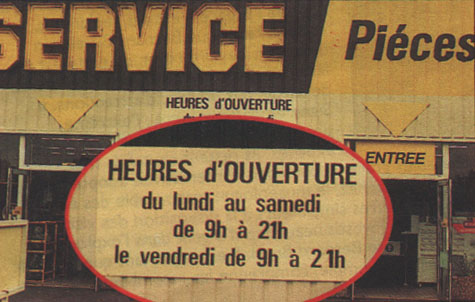 SERVICE
Piéces
HEURES d'OUVERTURE
ENTREE
HEURES d'OUVERTURE
du lundi au samedi
de 9h à 21h
le vendredi de 9h à 21h